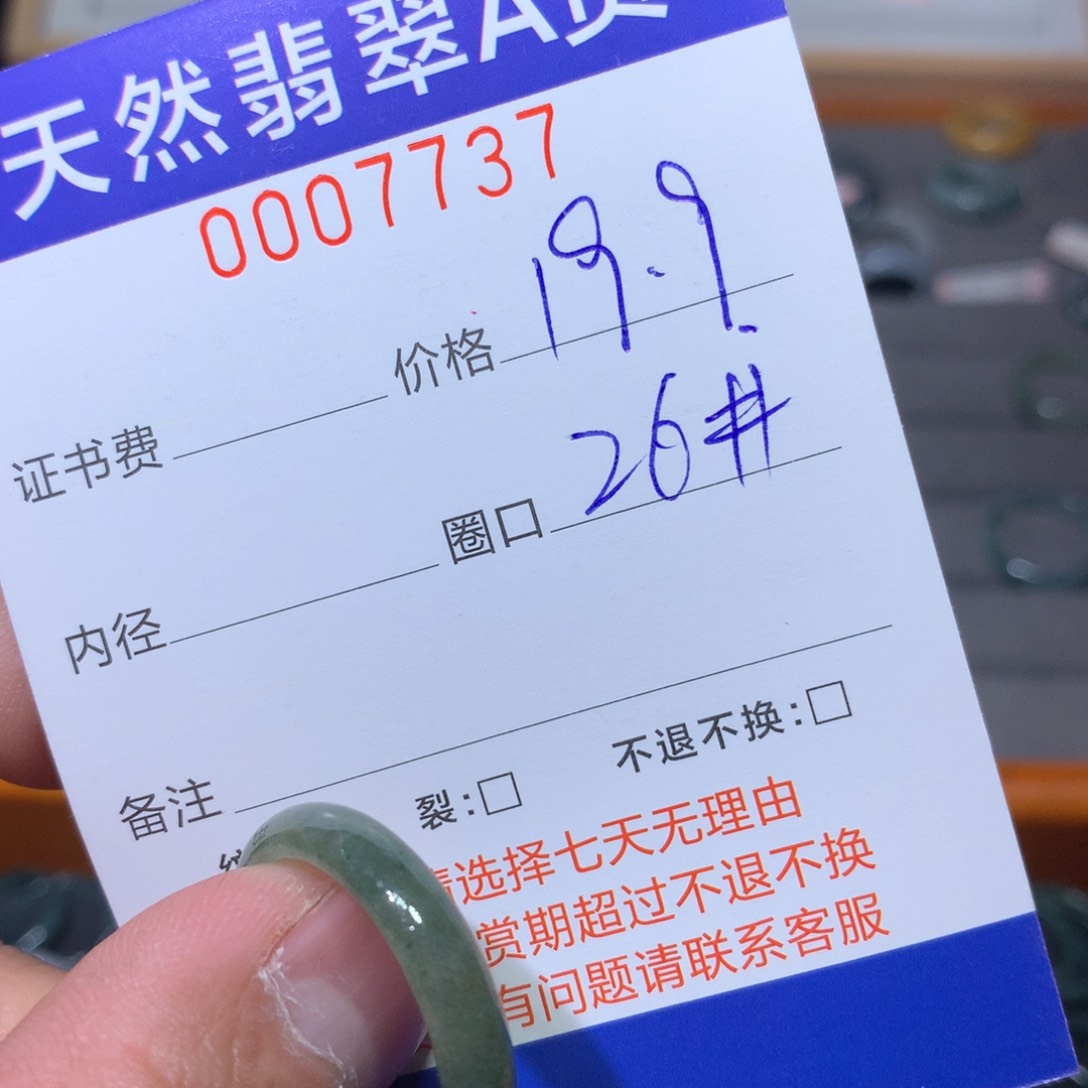 天然翡翠A货
0007737
价格 19.9
证书费
圈口 26#
内径
备注
裂:□ 不退不换:□
选择七天无理由
赏期超过不退不换
有问题请联系客服